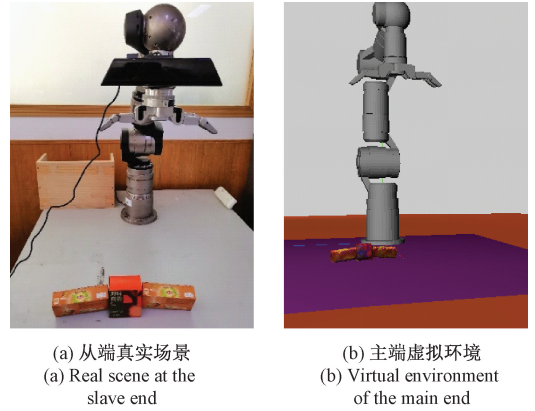 (a) 从端真实场景
(a) Real scene at the
slave end
(b) 主端虚拟环境
(b) Virtual environment
of the main end